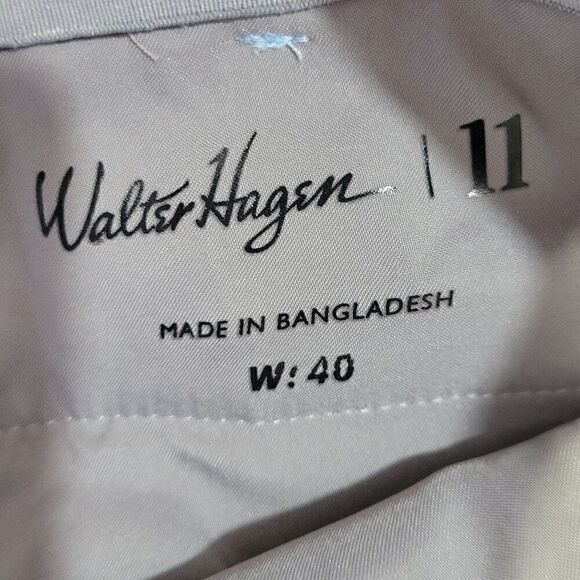 Walter Hagen | 11
MADE IN BANGLADESH
W: 40